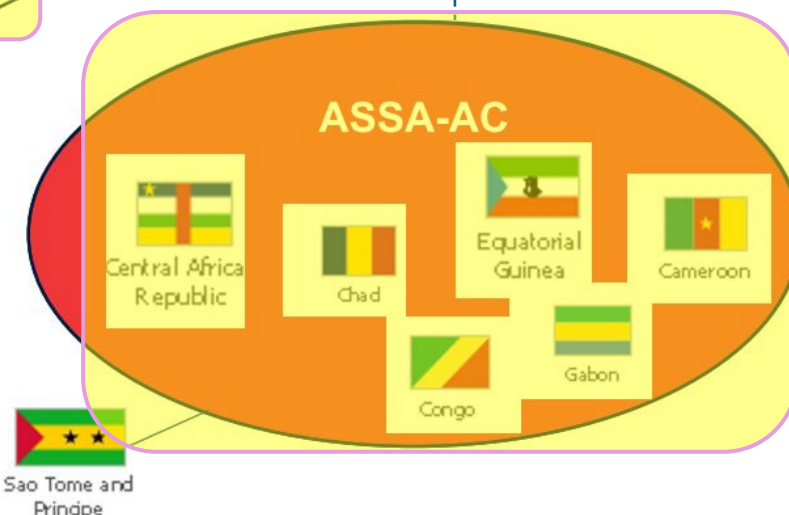 ASSA-AC
Central Africa
Republic
Chad
Equatorial
Guinea
Cameroon
Congo
Gabon
Sao Tome and
Principe